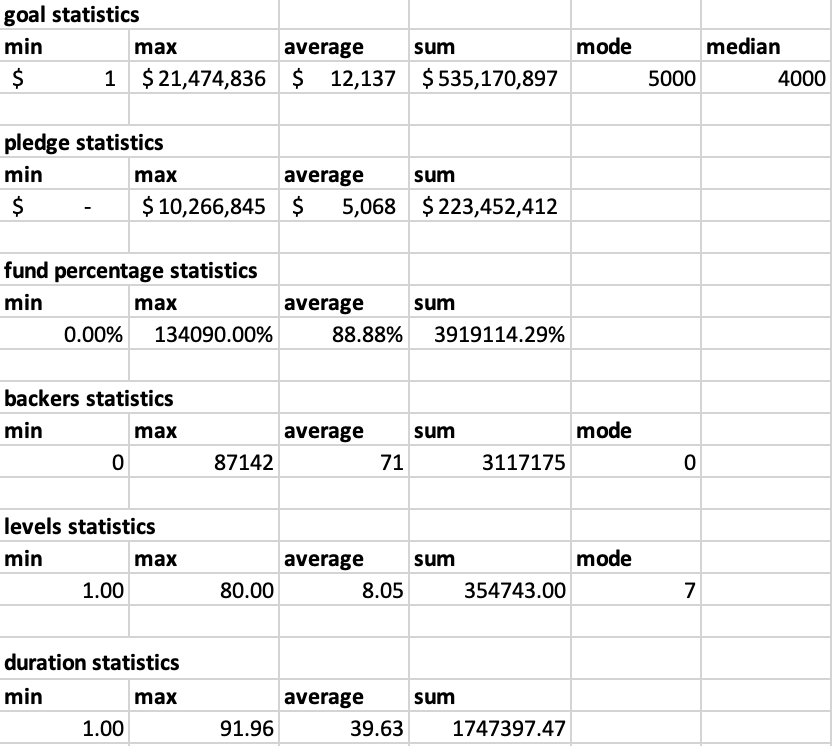 goal statistics
min max average sum mode median
$ 1 $ 21,474,836 $ 12,137 $ 535,170,897 5000 4000
pledge statistics
min max average sum
$ - $ 10,266,845 $ 5,068 $ 223,452,412
fund percentage statistics
min max average sum
0.00% 134090.00% 88.88% 3919114.29%
backers statistics
min max average sum mode
0 87142 71 3117175 0
levels statistics
min max average sum mode
1.00 80.00 8.05 354743.00 7
duration statistics
min max average sum
1.00 91.96 39.63 1747397.47